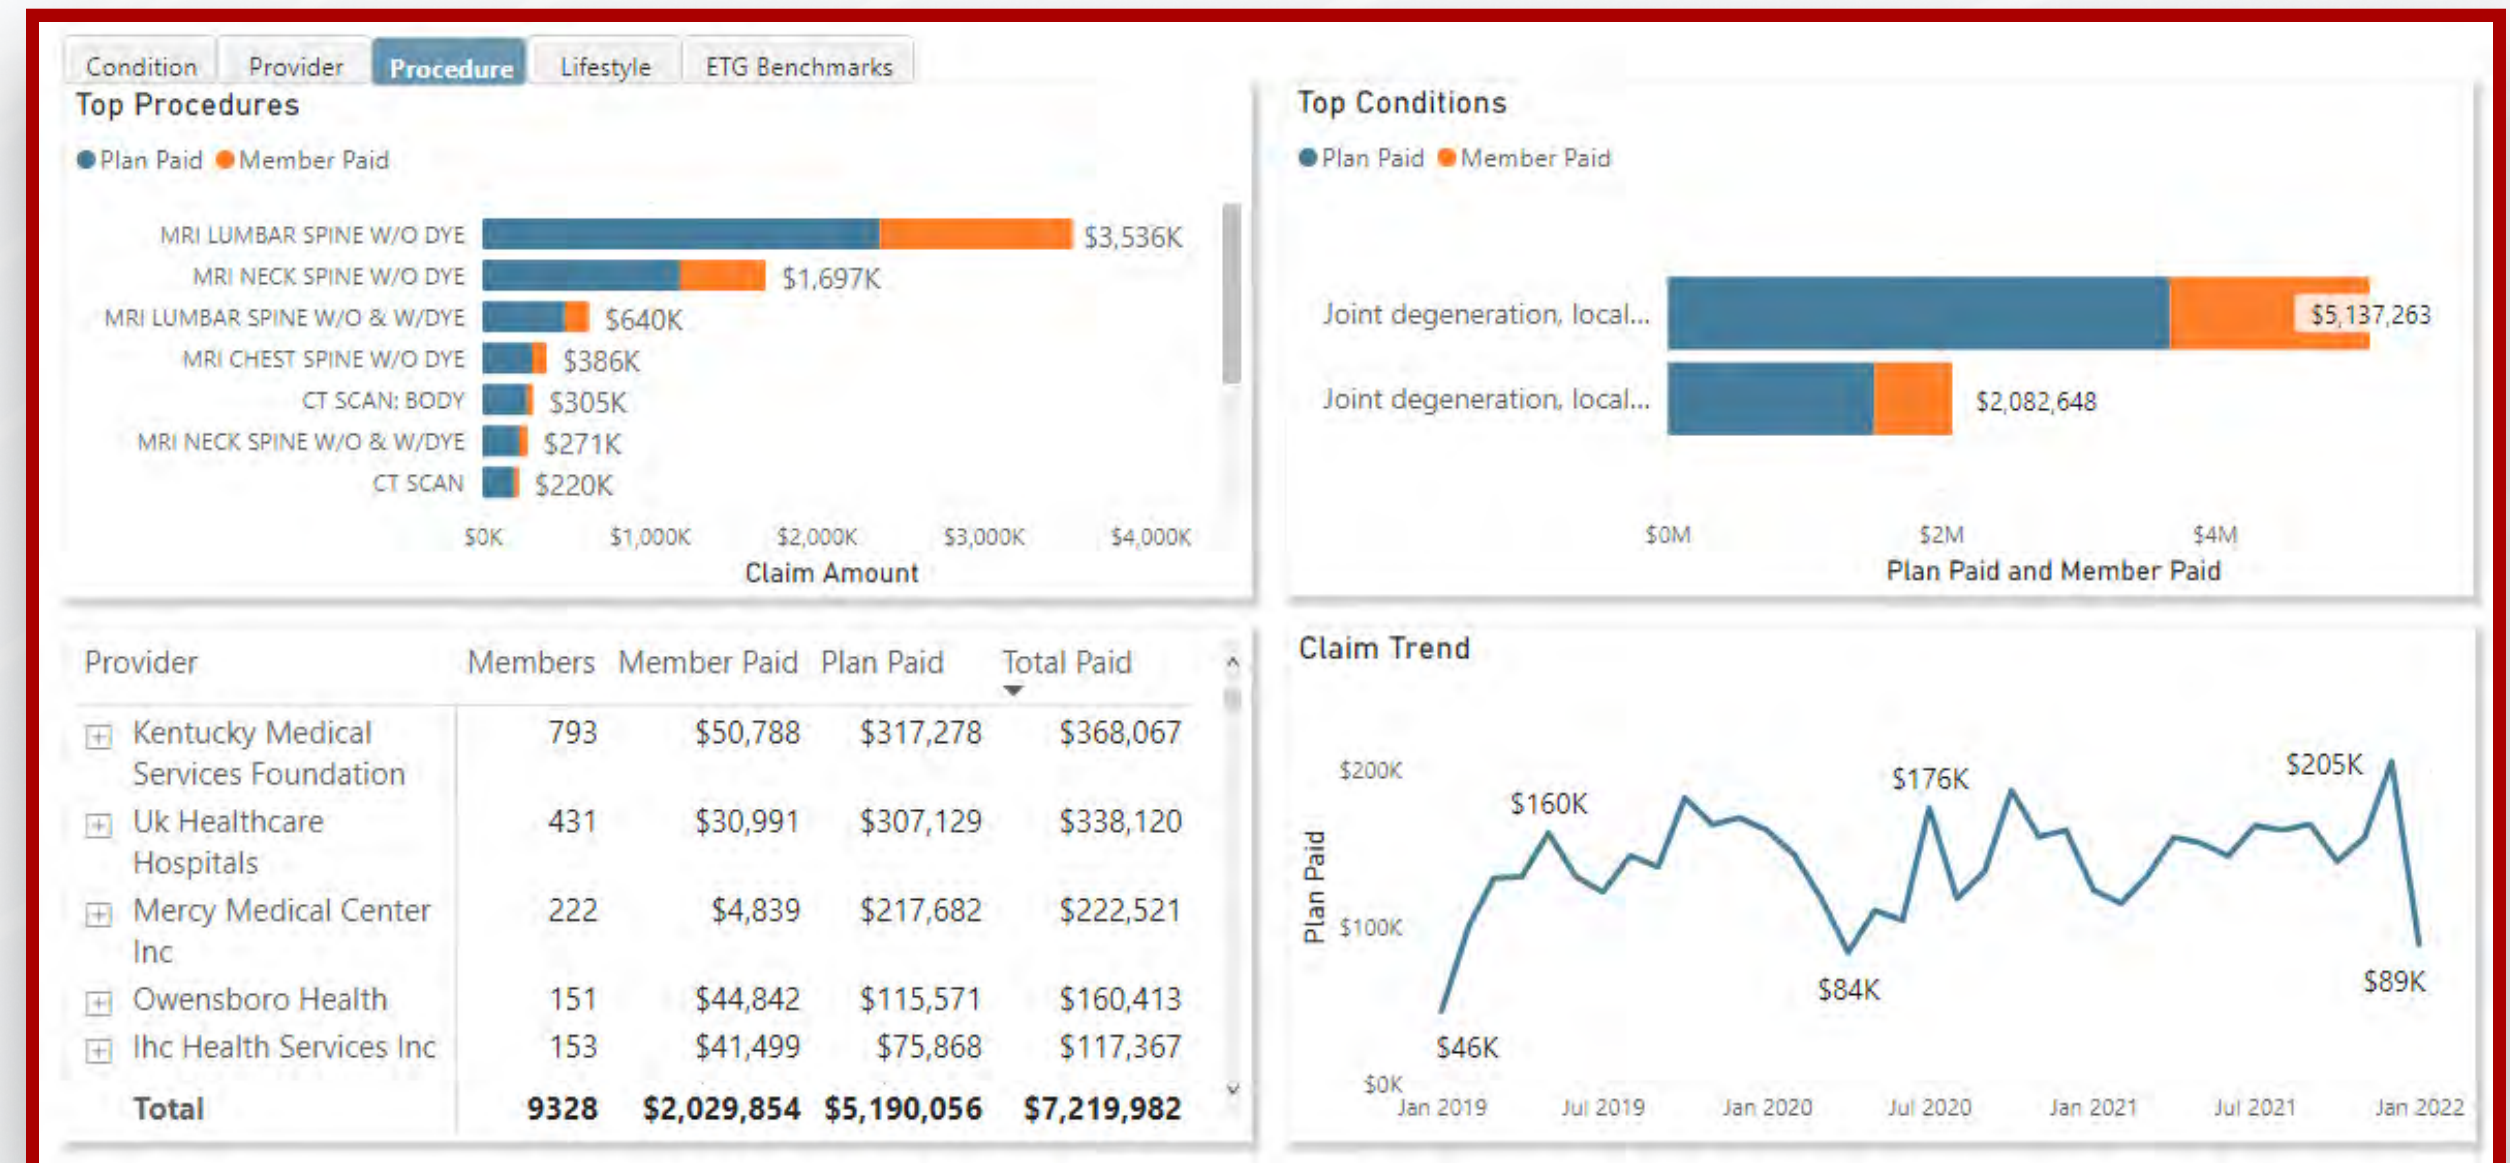 Condition Provider Procedure Lifestyle ETG Benchmarks
Top Procedures
Plan Paid Member Paid
MRI LUMBAR SPINE W/O DYE $3,536K
MRI NECK SPINE W/O DYE $1,697K
MRI LUMBAR SPINE W/O & W/DYE $640K
MRI CHEST SPINE W/O DYE $386K
CT SCAN; BODY $305K
MRI NECK SPINE W/O & W/DYE $271K
CT SCAN $220K
$0K $1,000K $2,000K $3,000K $4,000K
Claim Amount
Top Conditions
Plan Paid Member Paid
Joint degeneration, local... $5,137,263
Joint degeneration, local... $2,082,648
$0M $2M $4M
Plan Paid and Member Paid
Provider Members Member Paid Plan Paid Total Paid
Kentucky Medical 793 $50,788 $317,278 $368,067
Services Foundation
Uk Healthcare 431 $30,991 $307,129 $338,120
Hospitals
Mercy Medical Center 222 $4,839 $217,682 $222,521
Inc
Owensboro Health 151 $44,842 $115,571 $160,413
Ihc Health Services Inc 153 $41,499 $75,868 $117,367
Total 9328 $2,029,854 $5,190,056 $7,219,982
Claim Trend
Plan Paid
$200K
$100K
$0K
$46K
$160K
$84K
$176K
$205K
$89K
Jan 2019 Jul 2019 Jan 2020 Jul 2020 Jan 2021 Jul 2021 Jan 2022